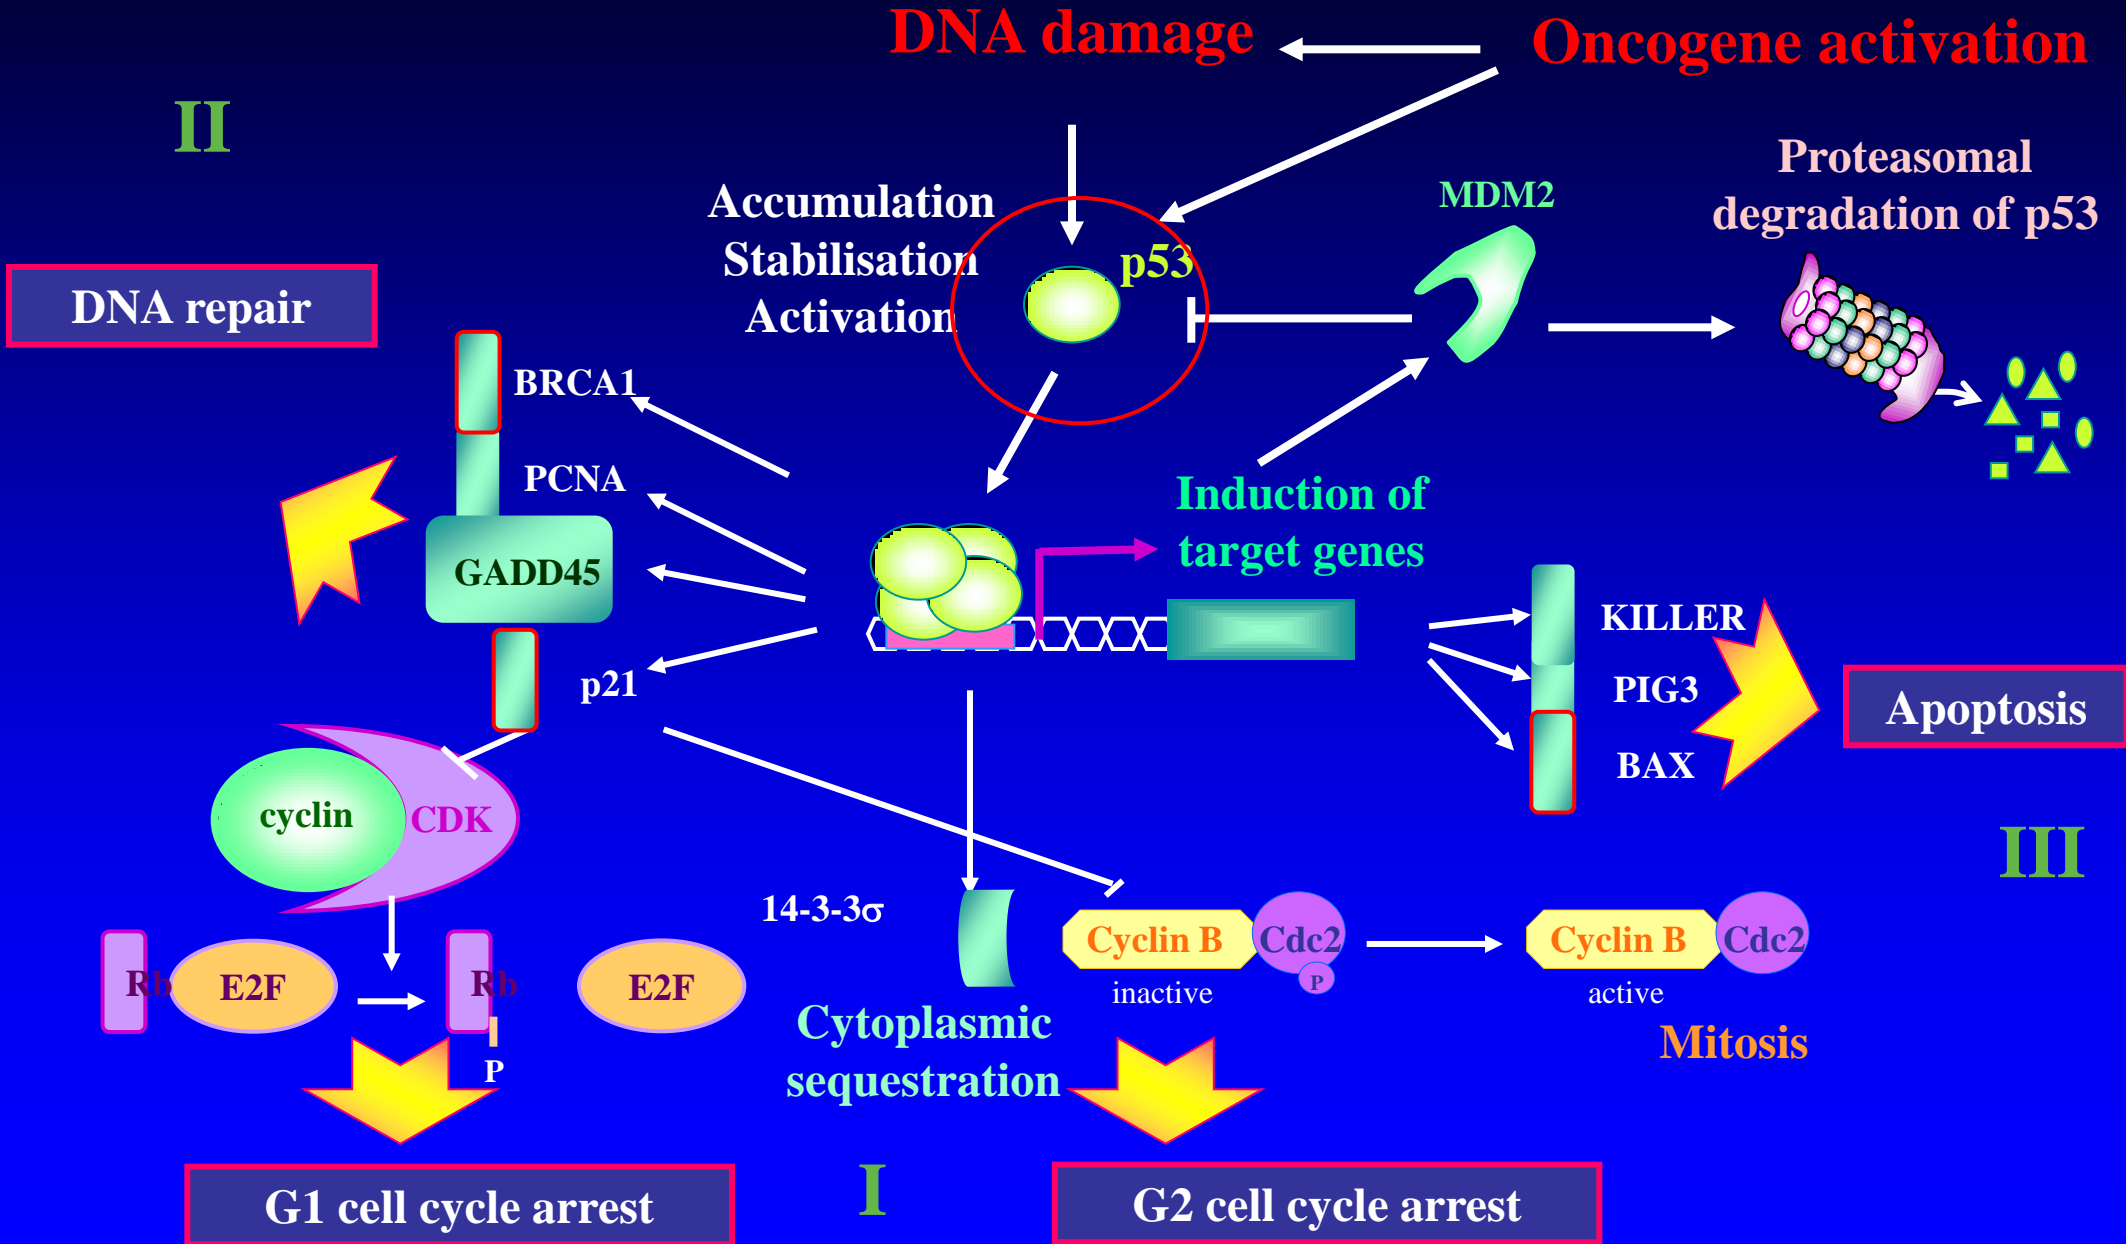 DNA damage
Oncogene activation
II
Accumulation
Stabilisation
Activation
p53
MDM2
Proteasomal
degradation of p53
DNA repair
BRCA1
PCNA
GADD45
p21
Induction of
target genes
KILLER
PIG3
BAX
Apoptosis
III
cyclin
CDK
14-3-3σ
Cyclin B
Cdc2
P
inactive
Cyclin B
Cdc2
active
Rb
E2F
Rb
P
E2F
Cytoplasmic
sequestration
Mitosis
I
G1 cell cycle arrest
G2 cell cycle arrest